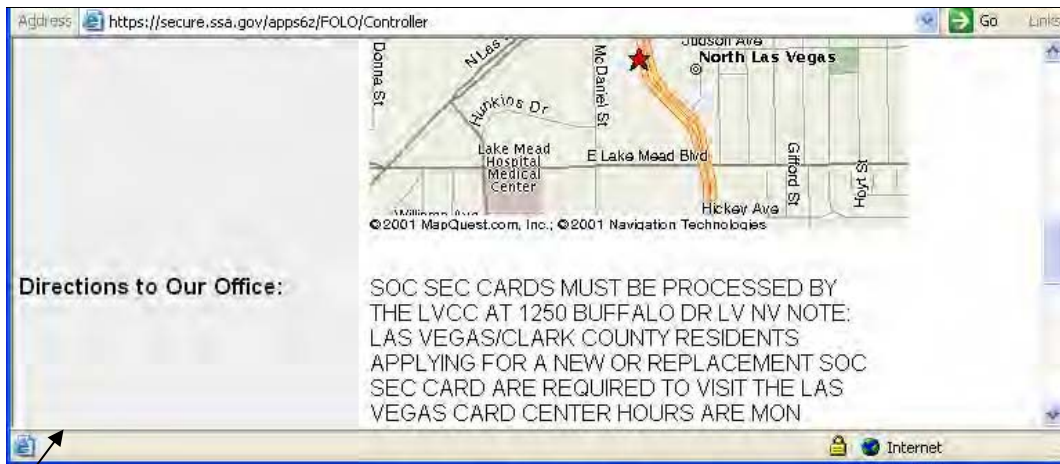 Address https://secure.ssa.gov/apps6z/FOLO/Controller Go Links
Donna St
N Las
McDaniel St
Judson Ave
North Las Vegas
Hunkins Dr
Lake Mead
Hospital
Medical
Center
E Lake Mead Blvd
Gifford St
Hoyt St
Hickey Ave
©2001 MapQuest.com, Inc.; ©2001 Navigation Technologies
Directions to Our Office:
SOC SEC CARDS MUST BE PROCESSED BY
THE LVCC AT 1250 BUFFALO DR LV NV NOTE:
LAS VEGAS/CLARK COUNTY RESIDENTS
APPLYING FOR A NEW OR REPLACEMENT SOC
SEC CARD ARE REQUIRED TO VISIT THE LAS
VEGAS CARD CENTER HOURS ARE MON
Internet